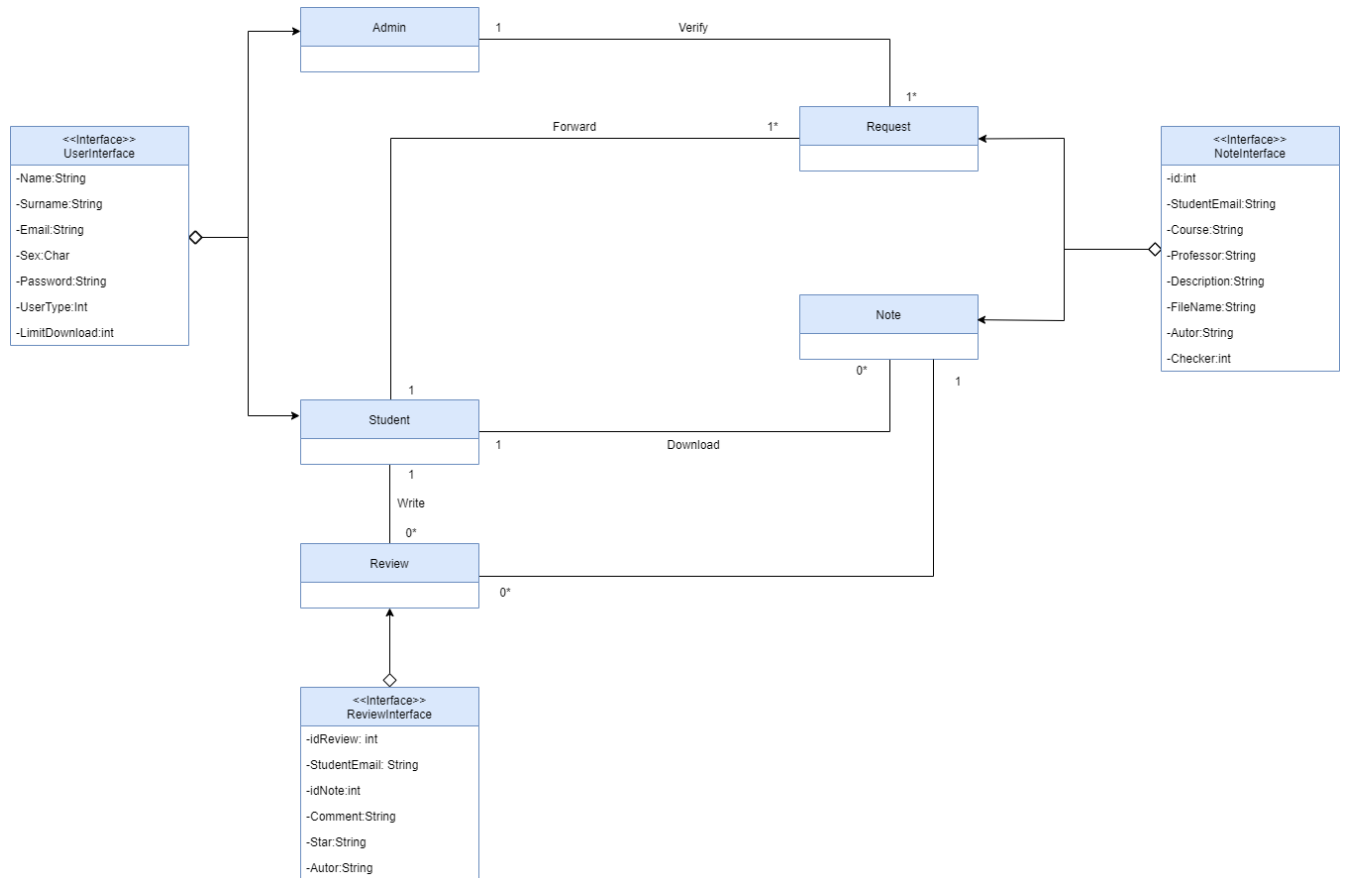 Admin
1
Verify
1*
Forward
1*
Request
<<Interface>>
UserInterface
-Name:String
-Surname:String
-Email:String
-Sex:Char
-Password:String
-UserType:Int
-LimitDownload:int
<<Interface>>
NoteInterface
-id:int
-StudentEmail:String
-Course:String
-Professor:String
-Description:String
-FileName:String
-Autor:String
-Checker:int
Note
0*
1
1
Student
1
Download
1
Write
0*
Review
0*
<<Interface>>
ReviewInterface
-idReview: int
-StudentEmail: String
-idNote:int
-Comment:String
-Star:String
-Autor:String